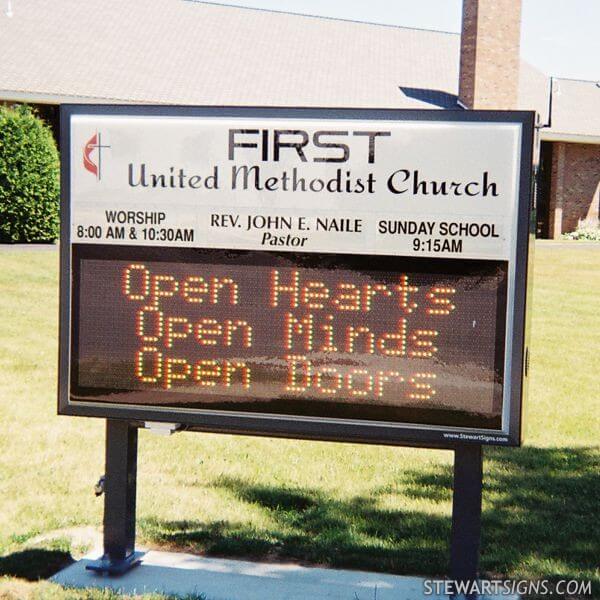 FIRST
United Methodist Church
WORSHIP
8:00 AM & 10:30AM
REV. JOHN E. NAILE
Pastor
SUNDAY SCHOOL
9:15AM
Open Hearts
Open Minds
Open Doors
www.StewartSigns.com
STEWARTSIGNS.COM